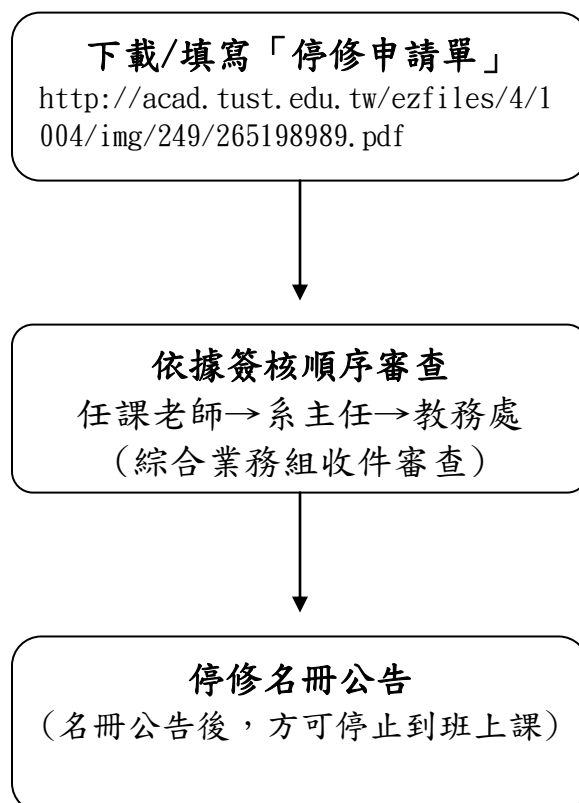 下載/填寫「停修申請單」
http://acad.tust.edu.tw/ezfiles/4/1
004/img/249/265198989.pdf
依據簽核順序審查
任課老師→系主任→教務處
(綜合業務組收件審查)
停修名冊公告
(名冊公告後，方可停止到班上課)